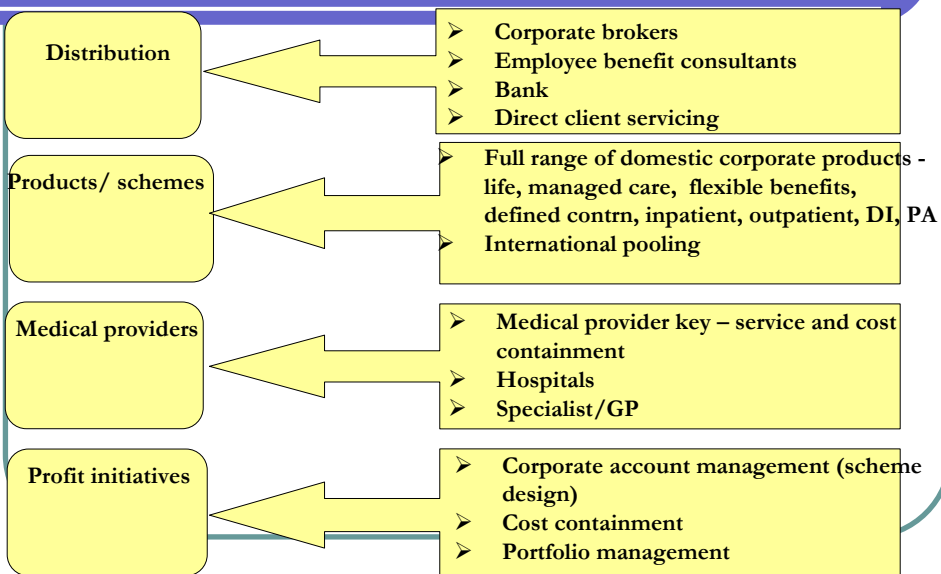 Distribution
➢ Corporate brokers
➢ Employee benefit consultants
➢ Bank
➢ Direct client servicing
Products/ schemes
➢ Full range of domestic corporate products -
life, managed care, flexible benefits,
defined contrn, inpatient, outpatient, DI, PA
➢ International pooling
Medical providers
➢ Medical provider key – service and cost
containment
➢ Hospitals
➢ Specialist/GP
Profit initiatives
➢ Corporate account management (scheme
design)
➢ Cost containment
➢ Portfolio management